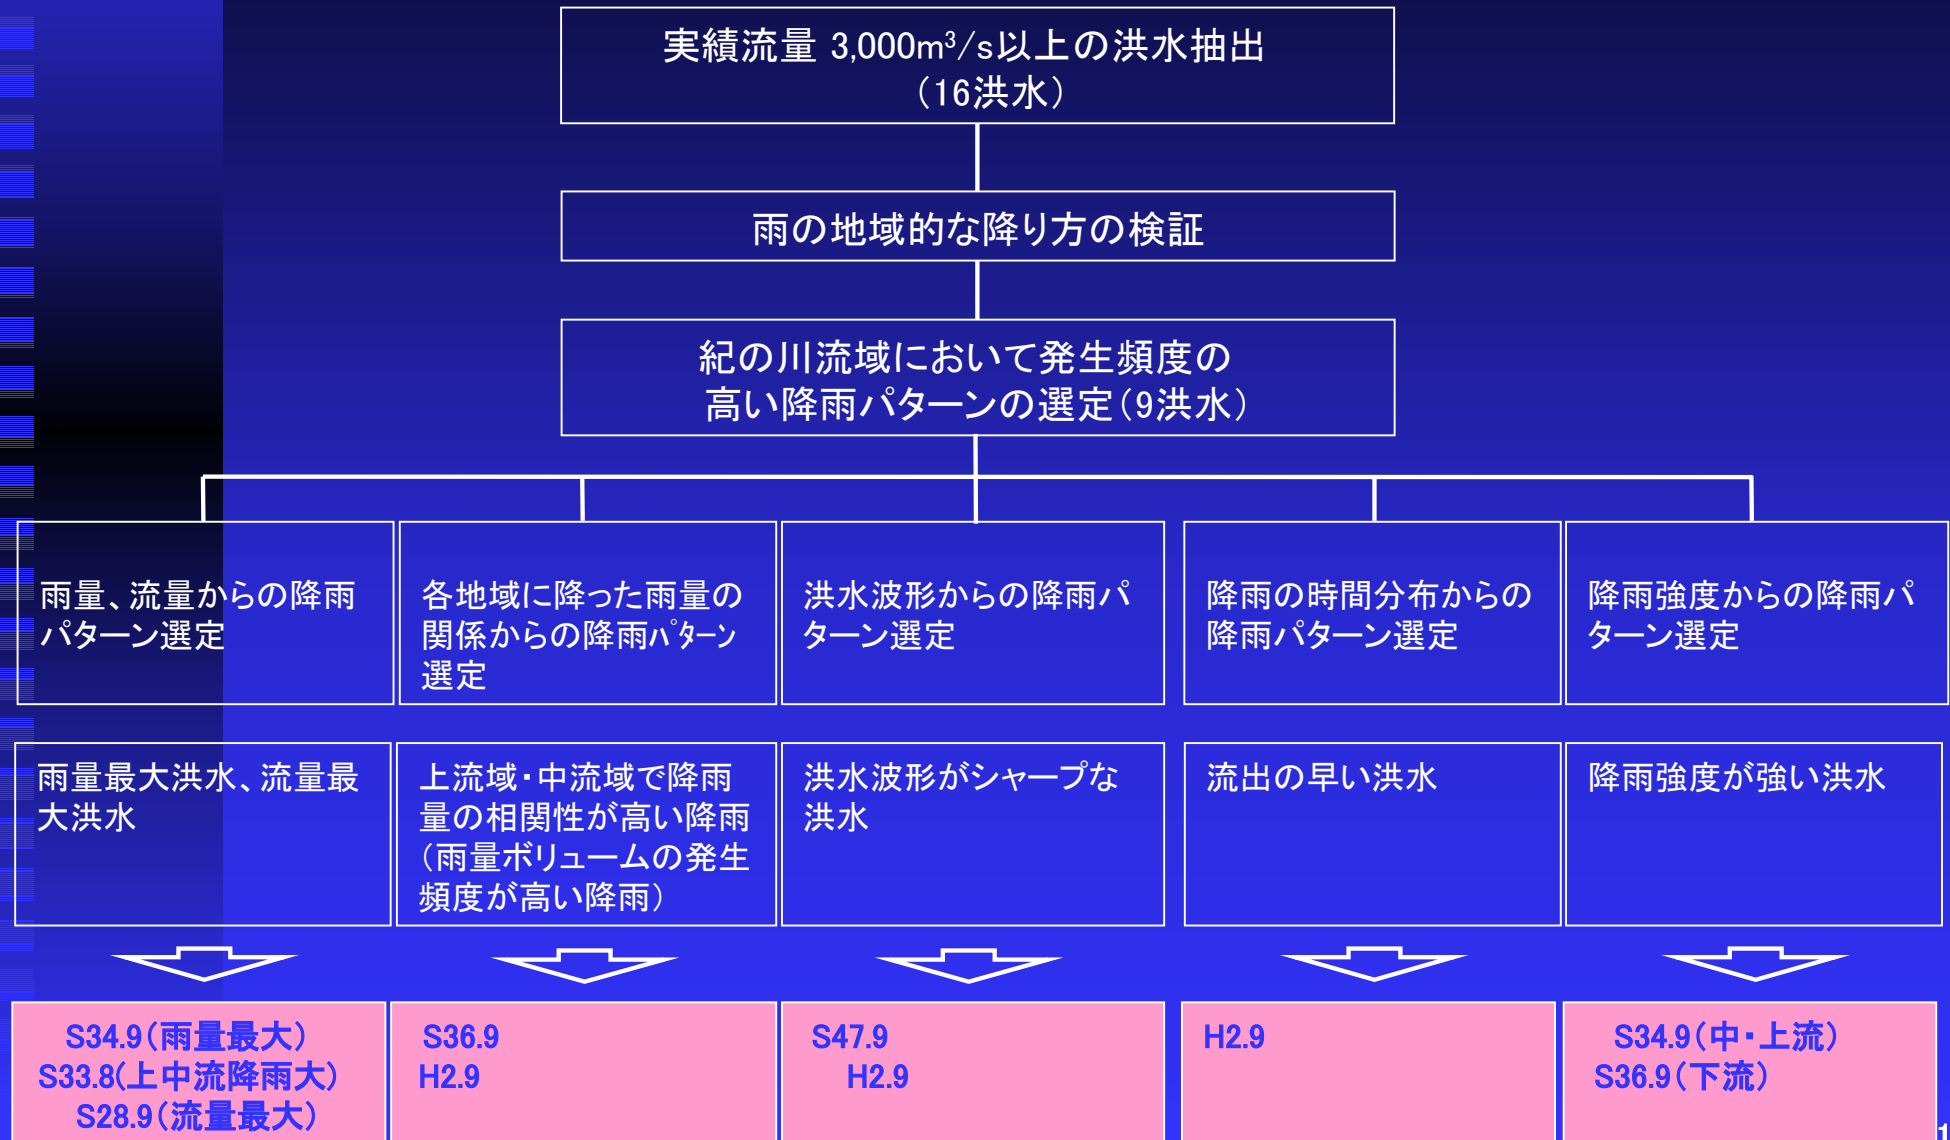 実績流量 3,000m³/s以上の洪水抽出
（16洪水）
雨の地域的な降り方の検証
紀の川流域において発生頻度の
高い降雨パターンの選定（9洪水）
雨量、流量からの降雨
パターン選定
各地域に降った雨量の
関係からの降雨ﾊﾟﾀｰﾝ
選定
洪水波形からの降雨パ
ターン選定
降雨の時間分布からの
降雨パターン選定
降雨強度からの降雨パ
ターン選定
雨量最大洪水、流量最
大洪水
上流域・中流域で降雨
量の相関性が高い降雨
（雨量ボリュームの発生
頻度が高い降雨）
洪水波形がシャープな
洪水
流出の早い洪水
降雨強度が強い洪水
S34.9（雨量最大）
S33.8(上中流降雨大)
S28.9（流量最大）
S36.9
H2.9
S47.9
H2.9
H2.9
S34.9（中・上流）
S36.9（下流）